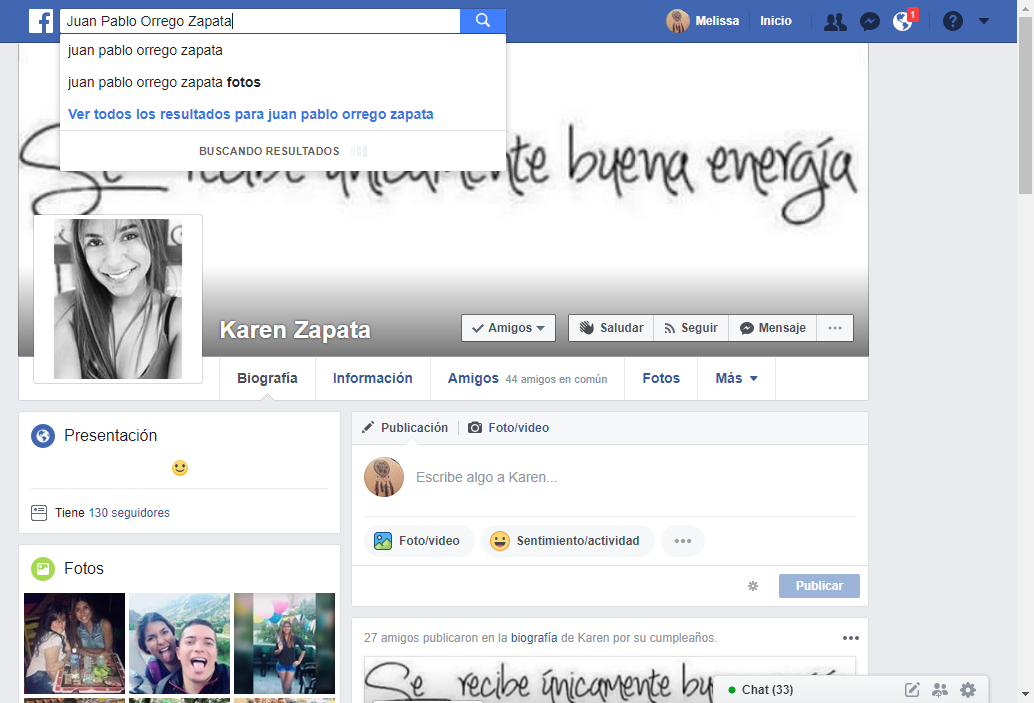 Juan Pablo Orrego Zapata
Melissa Inicio 1
juan pablo orrego zapata
juan pablo orrego zapata fotos
Ver todos los resultados para juan pablo orrego zapata
BUSCANDO RESULTADOS
Se recibe únicamente buena energía
Karen Zapata
Amigos Saludar Seguir Mensaje
Biografía Información Amigos 44 amigos en común Fotos Más
Presentación
Tiene 130 seguidores
Fotos
Publicación Foto/video
Escribe algo a Karen...
Foto/video Sentimiento/actividad
Publicar
27 amigos publicaron en la biografía de Karen por su cumpleaños.
Se recibe únicamente bu
Chat (33)